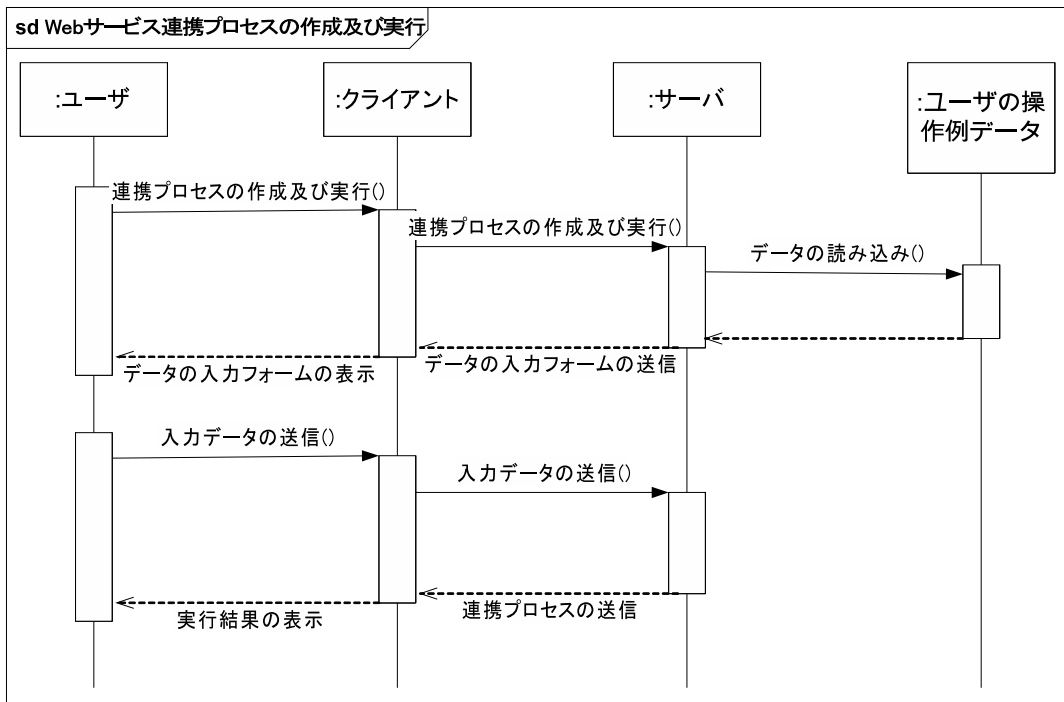 sd Webサービス連携プロセスの作成及び実行
:ユーザ
:クライアント
:サーバ
:ユーザの操
作例データ
連携プロセスの作成及び実行()
連携プロセスの作成及び実行()
データの読み込み()
データの入力フォームの表示
データの入力フォームの送信
入力データの送信()
入力データの送信()
連携プロセスの送信
実行結果の表示